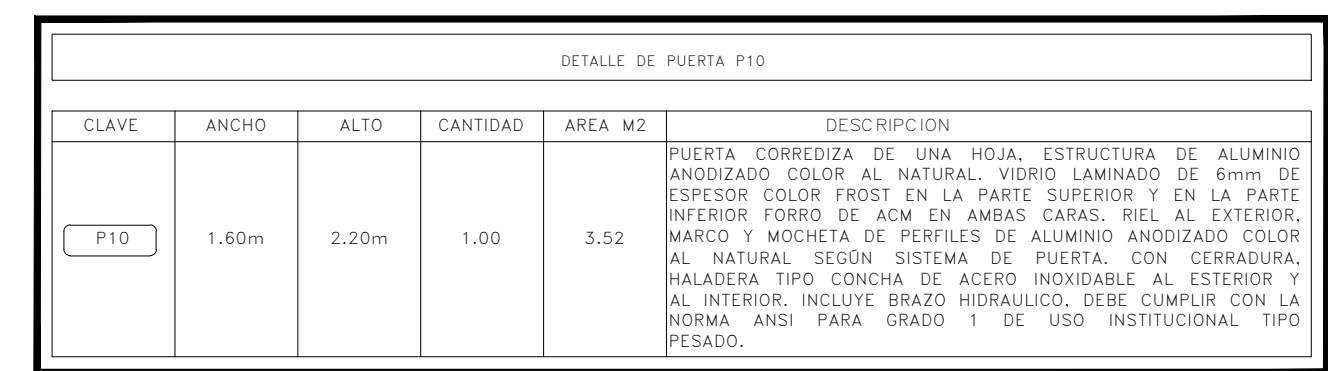 DETALLE DE PUERTA P10
CLAVE ANCHO ALTO CANTIDAD AREA M2 DESCRIPCION
PUERTA CORREDIZA DE UNA HOJA, ESTRUCTURA DE ALUMINIO
ANODIZADO COLOR AL NATURAL. VIDRIO LAMINADO DE 6mm DE
ESPESOR COLOR FROST EN LA PARTE SUPERIOR Y EN LA PARTE
INFERIOR FORRO DE ACM EN AMBAS CARAS. RIEL AL EXTERIOR,
P10 1.60m 2.20m 1.00 3.52 MARCO Y MOCHETA DE PERFILES DE ALUMINIO ANODIZADO COLOR
AL NATURAL SEGÚN SISTEMA DE PUERTA. CON CERRADURA,
HALADERA TIPO CONCHA DE ACERO INOXIDABLE AL ESTERIOR Y
AL INTERIOR. INCLUYE BRAZO HIDRAULICO, DEBE CUMPLIR CON LA
NORMA ANSI PARA GRADO 1 DE USO INSTITUCIONAL TIPO
PESADO.